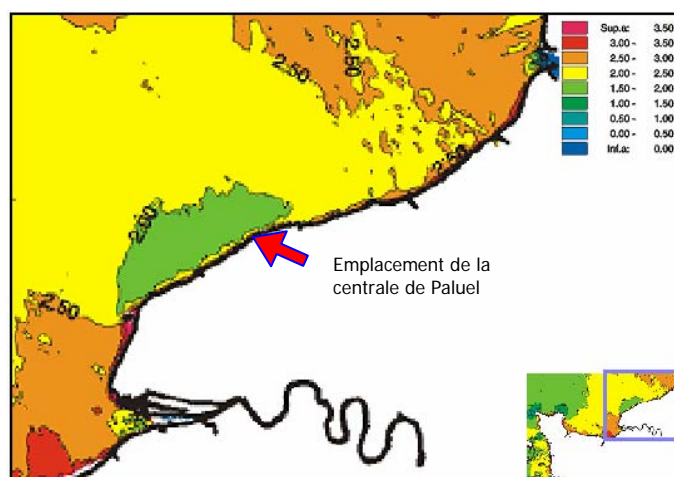 Sup.a: 3.50
3.00 - 3.50
2.50 - 3.00
2.00 - 2.50
1.50 - 2.00
1.00 - 1.50
0.50 - 1.00
0.00 - 0.50
Inf.a: 0.00
2.50
2.50
2.50
2.00
2.50
Emplacement de la
centrale de Paluel